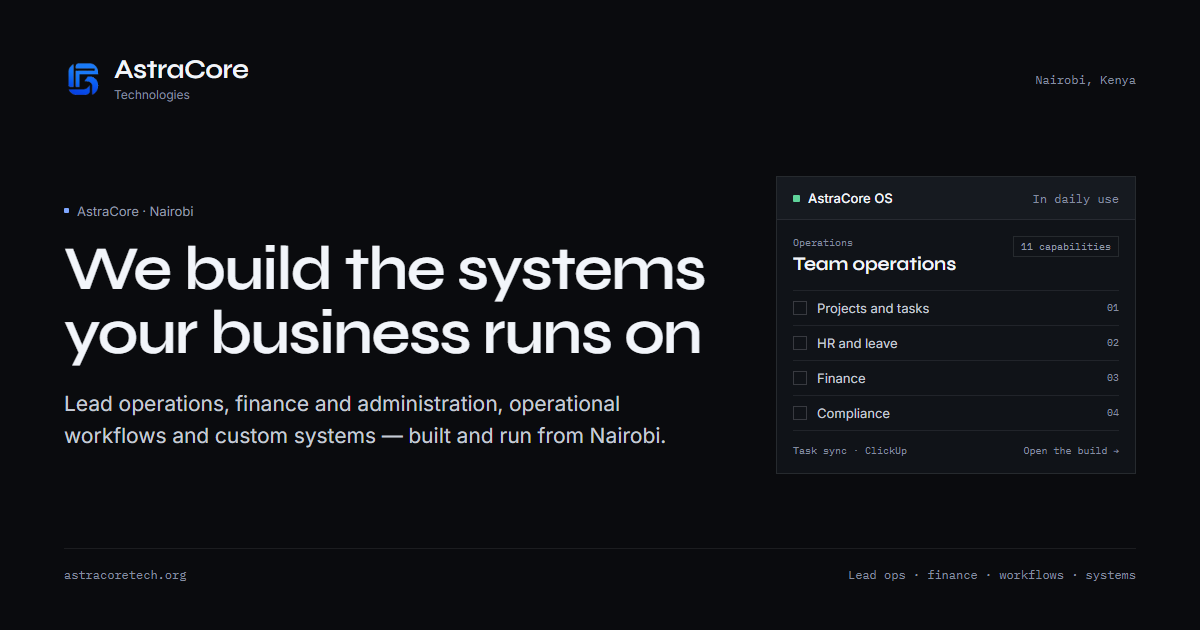 AstraCore
Technologies
Nairobi, Kenya
AstraCore · Nairobi
We build the systems
your business runs on
Lead operations, finance and administration, operational
workflows and custom systems — built and run from Nairobi.
AstraCore OS
In daily use
Operations
11 capabilities
Team operations
Projects and tasks 01
HR and leave 02
Finance 03
Compliance 04
Task sync · ClickUp
Open the build →
astracoretech.org
Lead ops · finance · workflows · systems